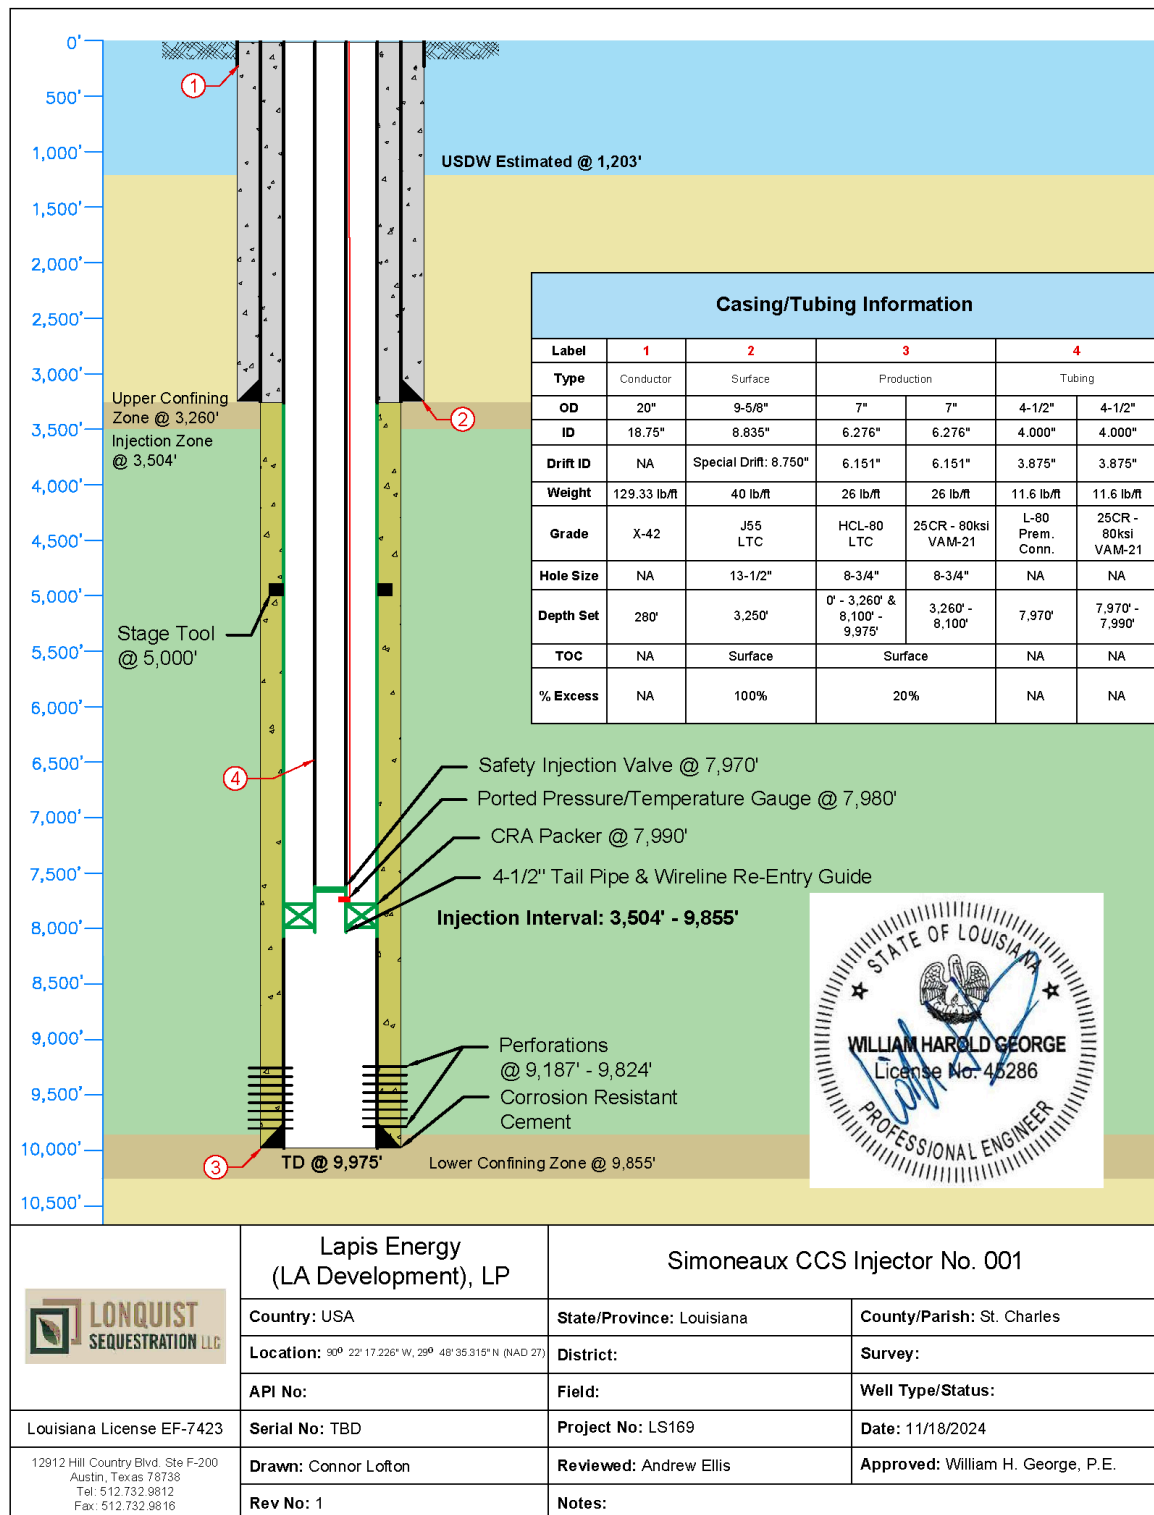 0'
500'
1,000'
1,500'
2,000'
2,500'
3,000'
3,500'
4,000'
4,500'
5,000'
5,500'
6,000'
6,500'
7,000'
7,500'
8,000'
8,500'
9,000'
9,500'
10,000'
10,500'
1
USDW Estimated @ 1,203'
Upper Confining
Zone @ 3,260'
2
Injection Zone
@ 3,504'
Stage Tool
@ 5,000'
4
Safety Injection Valve @ 7,970'
Ported Pressure/Temperature Gauge @ 7,980'
CRA Packer @ 7,990'
4-1/2" Tail Pipe & Wireline Re-Entry Guide
Injection Interval: 3,504' - 9,855'
Perforations
@ 9,187' - 9,824'
Corrosion Resistant
Cement
3
TD @ 9,975'
Lower Confining Zone @ 9,855'
Casing/Tubing Information
Label 1 2 3 4
Type Conductor Surface Production Tubing
OD 20" 9-5/8" 7" 7" 4-1/2" 4-1/2"
ID 18.75" 8.835" 6.276" 6.276" 4.000" 4.000"
Drift ID NA Special Drift: 8.750" 6.151" 6.151" 3.875" 3.875"
Weight 129.33 lb/ft 40 lb/ft 26 lb/ft 26 lb/ft 11.6 lb/ft 11.6 lb/ft
Grade X-42 J55 LTC HCL-80 LTC 25CR - 80ksi VAM-21 L-80 Prem. Conn. 25CR - 80ksi VAM-21
Hole Size NA 13-1/2" 8-3/4" 8-3/4" NA NA
Depth Set 280' 3,250' 0' - 3,260' & 8,100' - 9,975' 3,260' - 8,100' 7,970' 7,970' - 7,990'
TOC NA Surface Surface NA NA
% Excess NA 100% 20% NA NA
STATE OF LOUISIANA
WILLIAM HAROLD GEORGE
License No. 45286
PROFESSIONAL ENGINEER
LONQUIST
SEQUESTRATION LLC
Louisiana License EF-7423
12912 Hill Country Blvd. Ste F-200
Austin, Texas 78738
Tel: 512.732.9812
Fax: 512.732.9816
Lapis Energy
(LA Development), LP
Simoneaux CCS Injector No. 001
Country: USA
State/Province: Louisiana
County/Parish: St. Charles
Location: 90⁰ 22' 17.226" W, 29⁰ 48' 35.315" N (NAD 27)
District:
Survey:
API No:
Field:
Well Type/Status:
Serial No: TBD
Project No: LS169
Date: 11/18/2024
Drawn: Connor Lofton
Reviewed: Andrew Ellis
Approved: William H. George, P.E.
Rev No: 1
Notes: